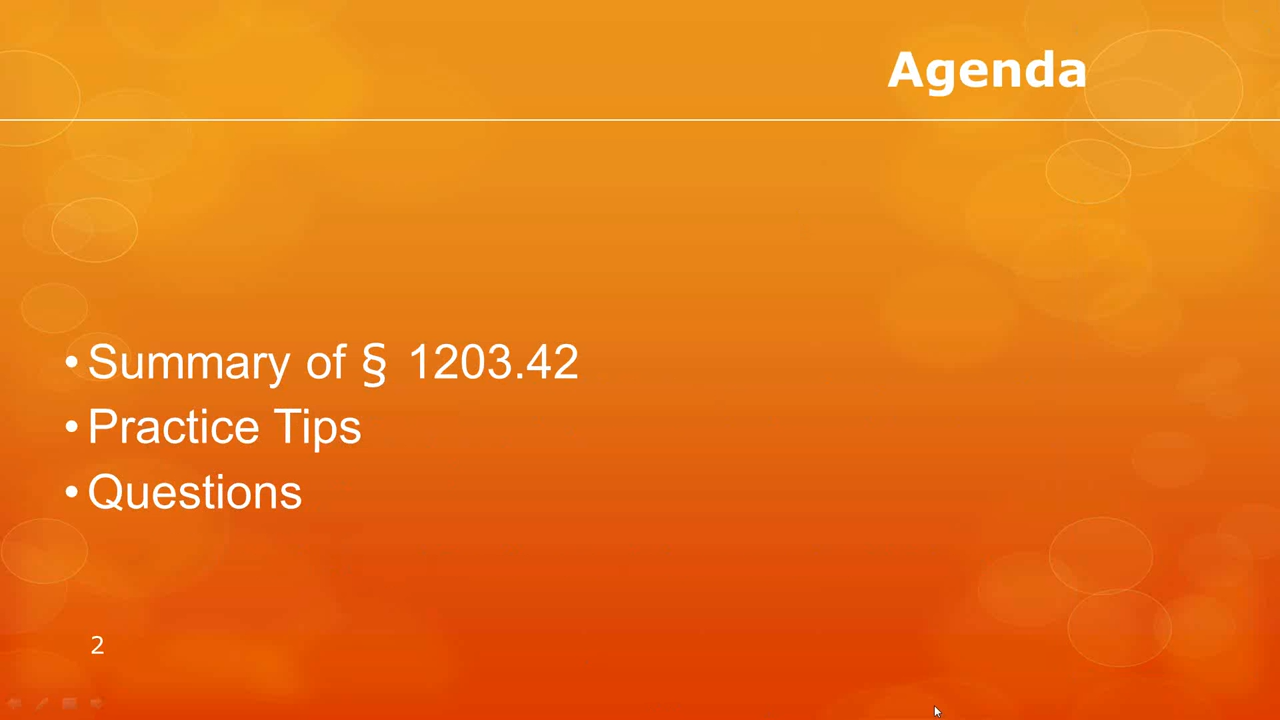 Agenda
• Summary of § 1203.42
• Practice Tips
• Questions
2